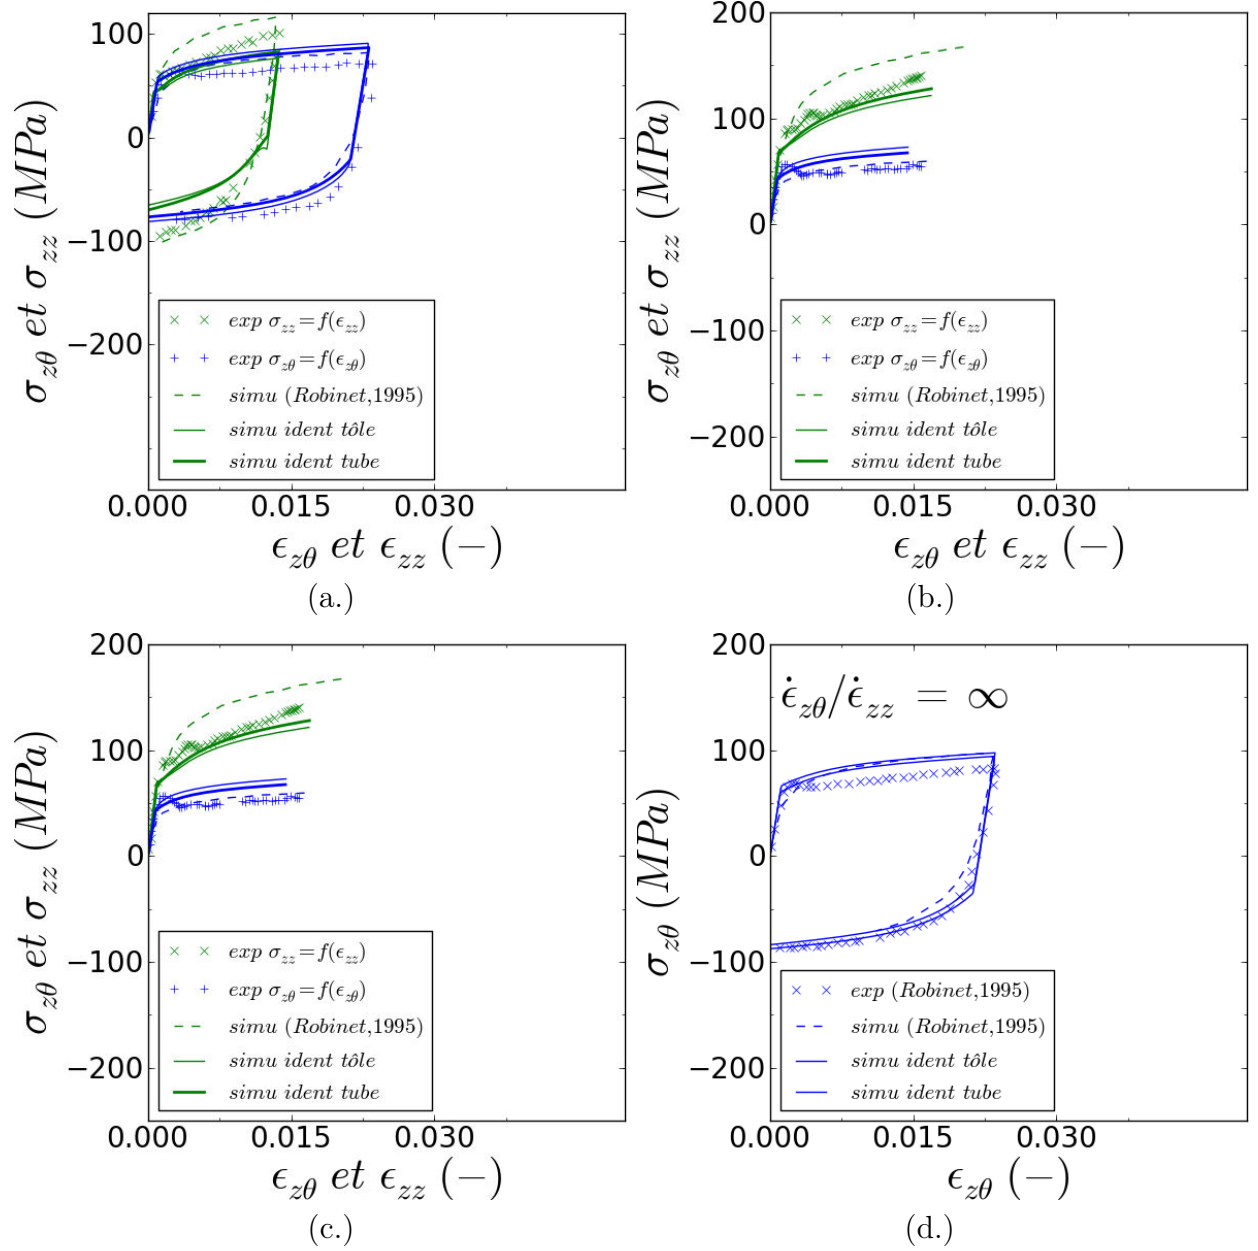 100
0
−100
−200
σzθ et σzz (MPa)
exp σzz=f(ϵzz)
exp σzθ=f(ϵzθ)
simu (Robinet,1995)
simu ident tôle
simu ident tube
0.000 0.015 0.030
ϵzθ et ϵzz (−)
(a.)
200
100
0
−100
−200
σzθ et σzz (MPa)
exp σzz=f(ϵzz)
exp σzθ=f(ϵzθ)
simu (Robinet,1995)
simu ident tôle
simu ident tube
0.000 0.015 0.030
ϵzθ et ϵzz (−)
(b.)
200
100
0
−100
−200
σzθ et σzz (MPa)
exp σzz=f(ϵzz)
exp σzθ=f(ϵzθ)
simu (Robinet,1995)
simu ident tôle
simu ident tube
0.000 0.015 0.030
ϵzθ et ϵzz (−)
(c.)
200
100
0
−100
−200
σzθ (MPa)
ϵ̇zθ/ϵ̇zz = ∞
exp (Robinet,1995)
simu (Robinet,1995)
simu ident tôle
simu ident tube
0.000 0.015 0.030
ϵzθ (−)
(d.)